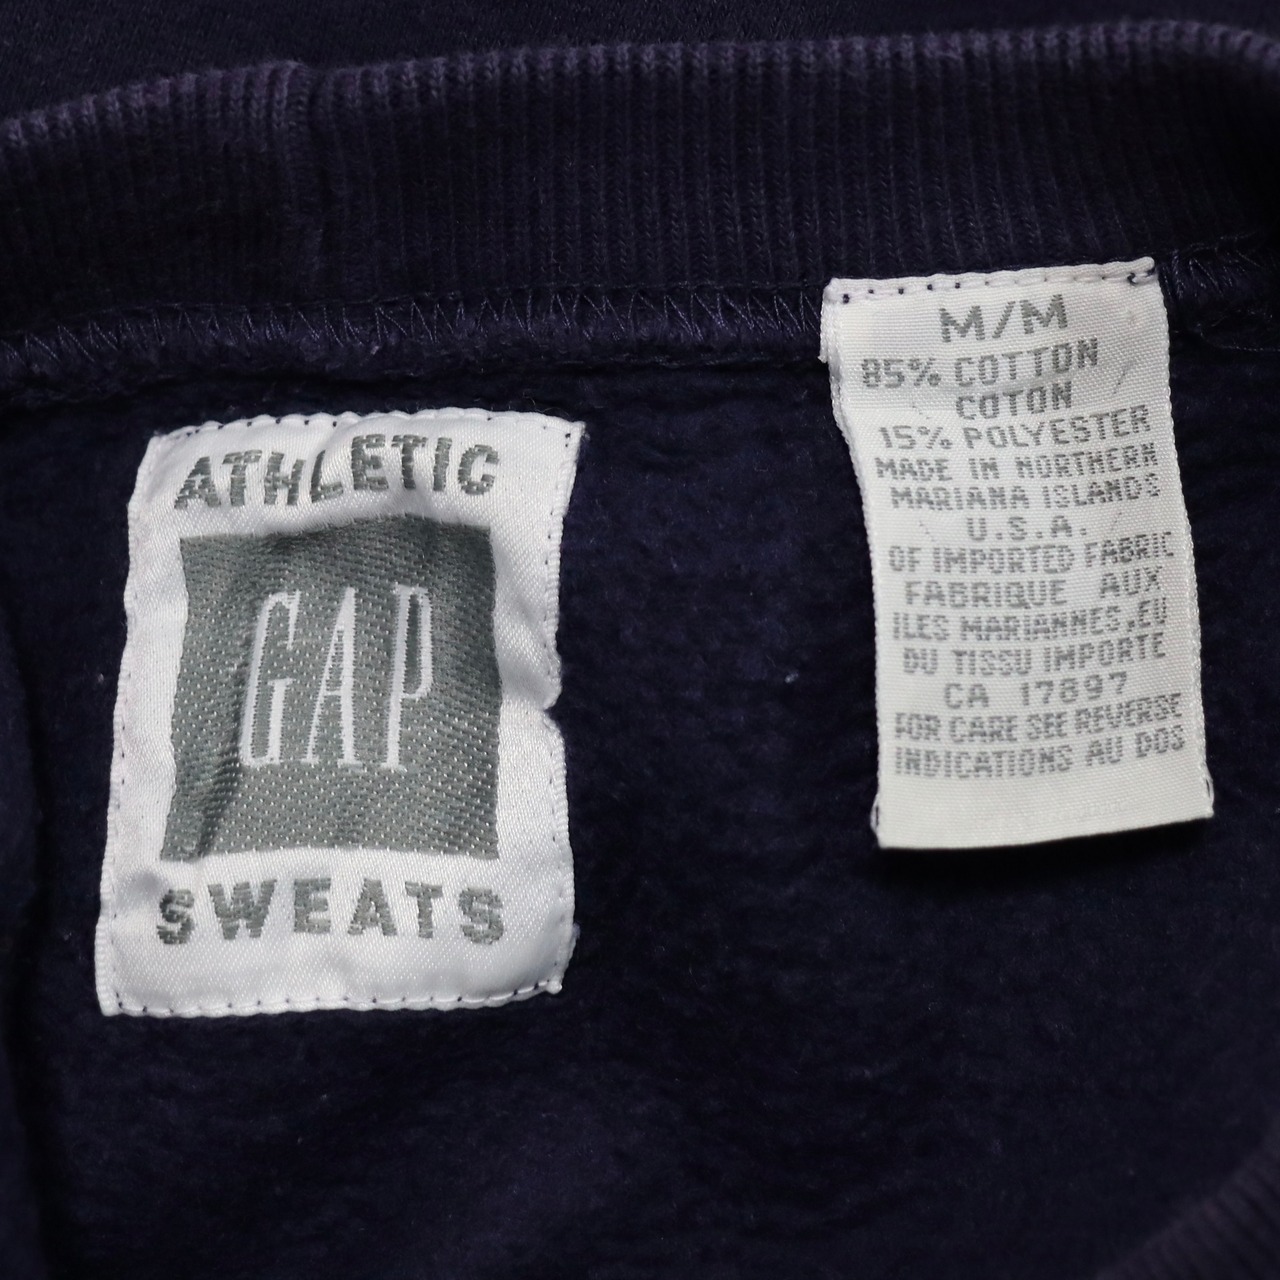 ATHLETIC
GAP
SWEATS
M/M
85% COTTON
COTON
15% POLYESTER
MADE IN NORTHERN
MARIANA ISLANDS
U.S.A.
OF IMPORTED FABRIC
FABRIQUE AUX
ILES MARIANNES,EU
DU TISSU IMPORTE
CA 17897
FOR CARE SEE REVERSE
INDICATIONS AU DOS